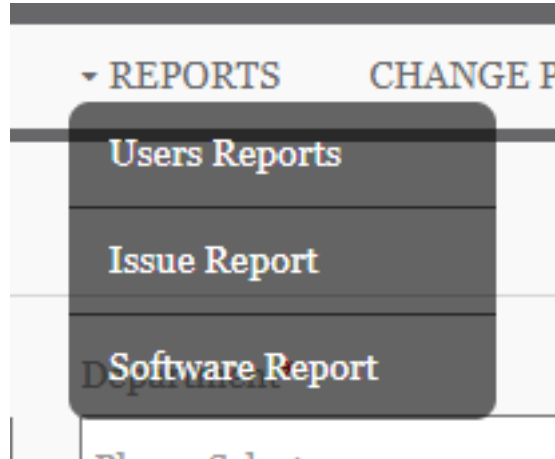 REPORTS CHANGE P
Users Reports
Issue Report
Software Report
Department*